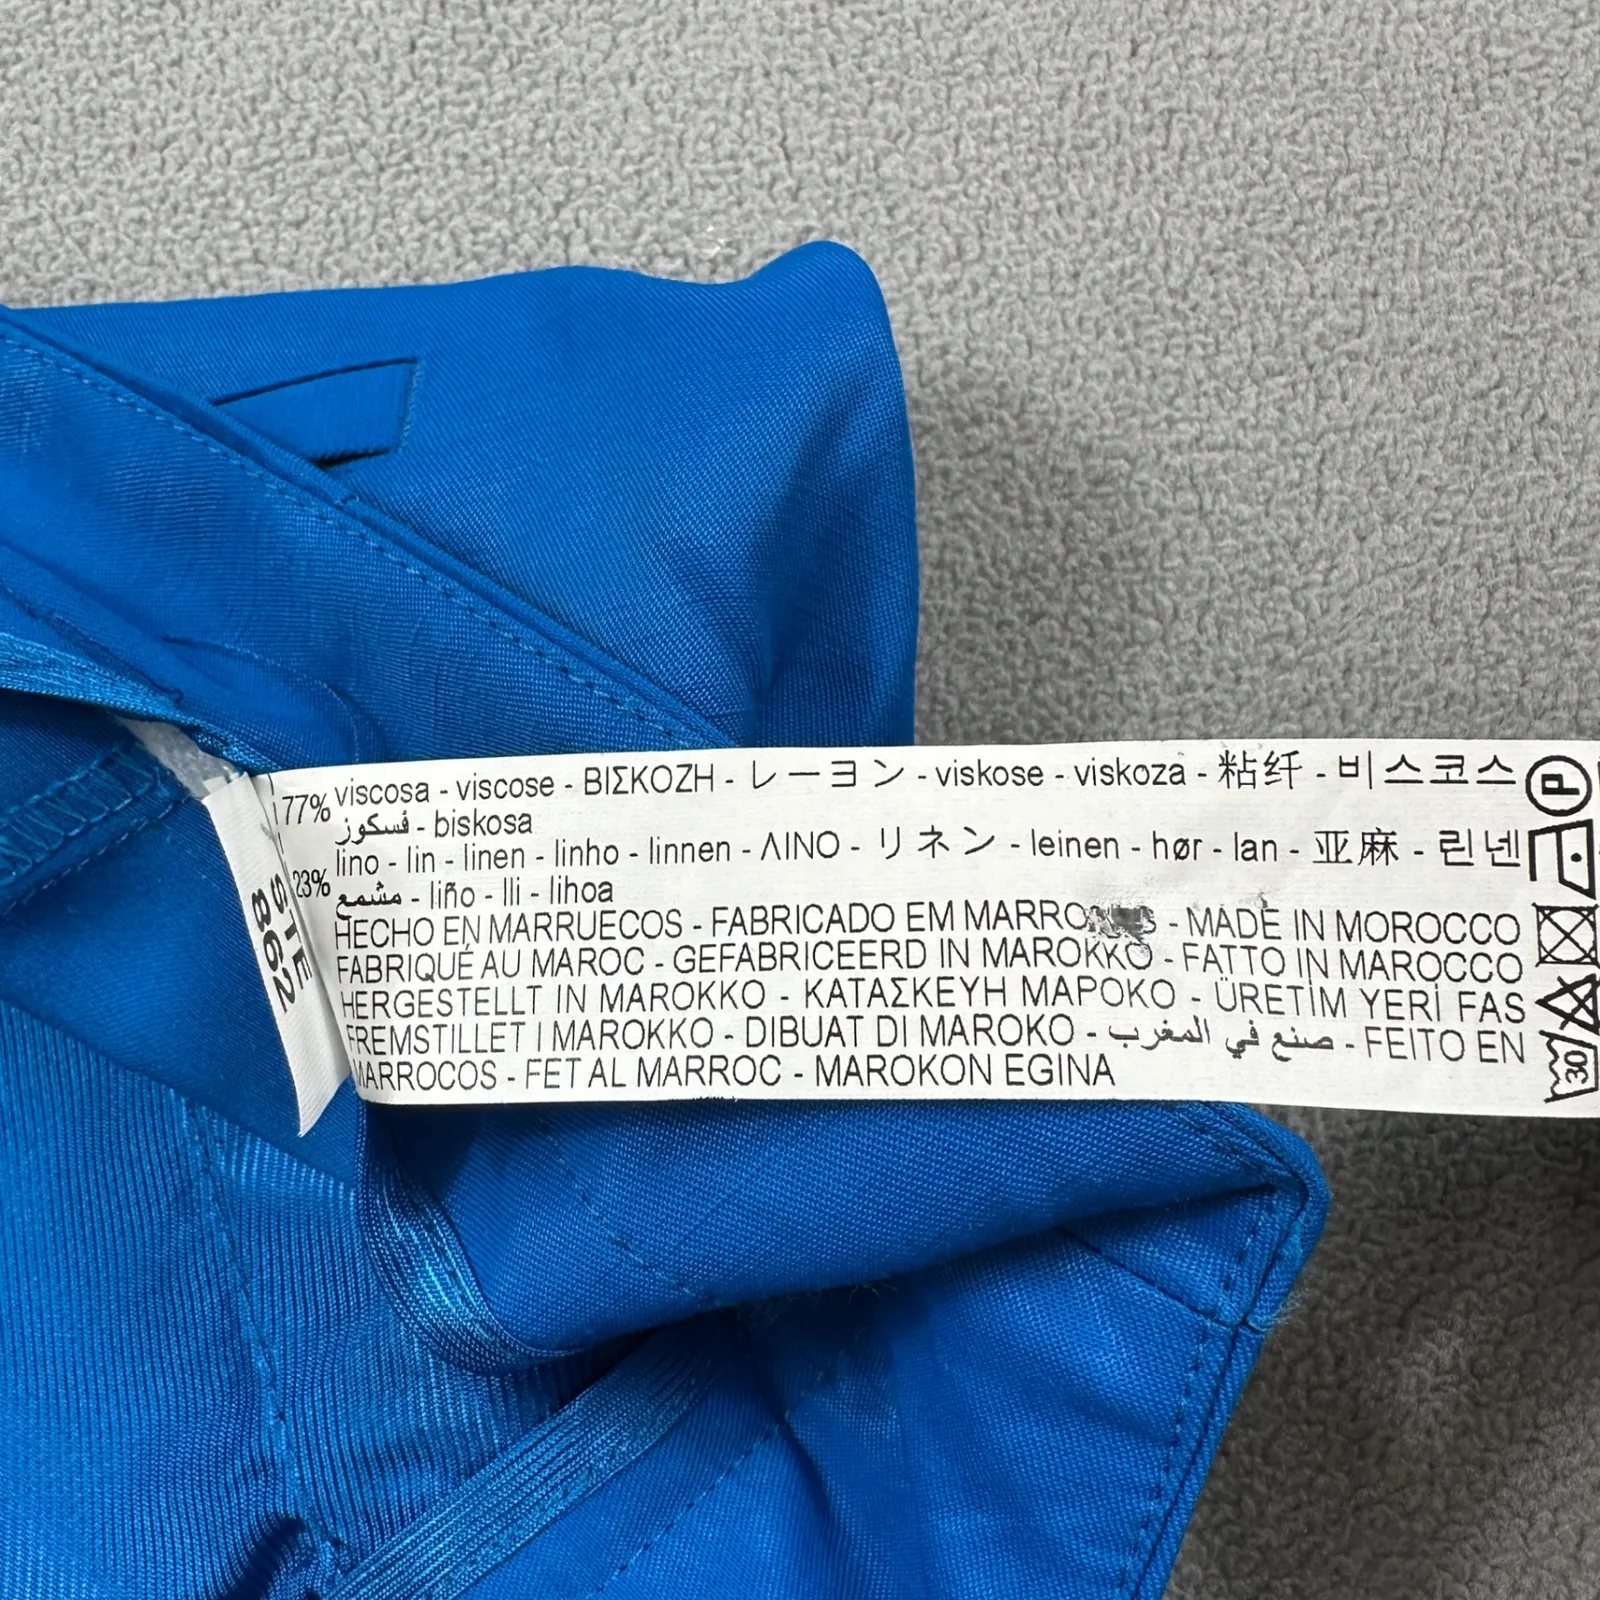 77% viscosa - viscose - ΒΙΣΚΟΖΗ - レーヨン - viskose - viskoza - 粘纤 - 비스코스
فسكوز - biskosa
23% lino - lin - linen - linho - linnen - ΛΙΝΟ - リネン - leinen - hør - lan - 亚麻 - 린넨
مشمع - liño - lli - lihoa
HECHO EN MARRUECOS - FABRICADO EM - MADE IN MOROCCO
FABRIQUÉ AU MAROC - GEFABRICEERD IN MAROKKO - FATTO IN MAROCCO
HERGESTELLT IN MAROKKO - ΚΑΤΑΣΚΕΥΗ ΜΑΡΟΚΟ - ÜRETİM YERİ FAS
FREMSTILLET I MAROKKO - DIBUAT DI MAROKO - صنع في المغرب - FEITO EN
MARROCOS - FET AL MARROC - MAROKON EGINA
P
30
862